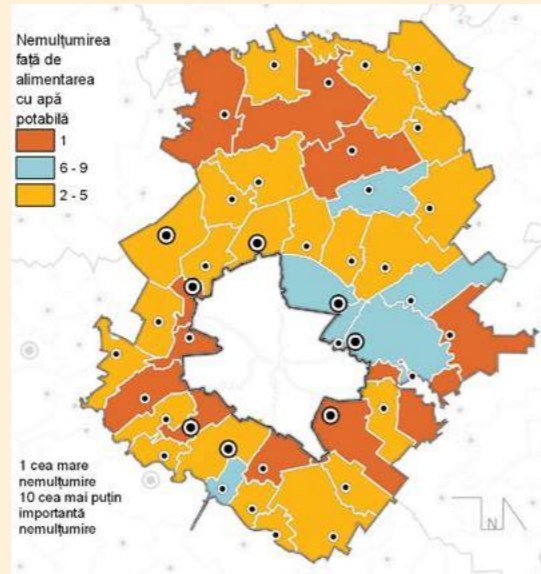 Nemulțumirea
față de
alimentarea
cu apă
potabilă
1
6 - 9
2 - 5
1 cea mare
nemulțumire
10 cea mai puțin
importantă
nemulțumire
N